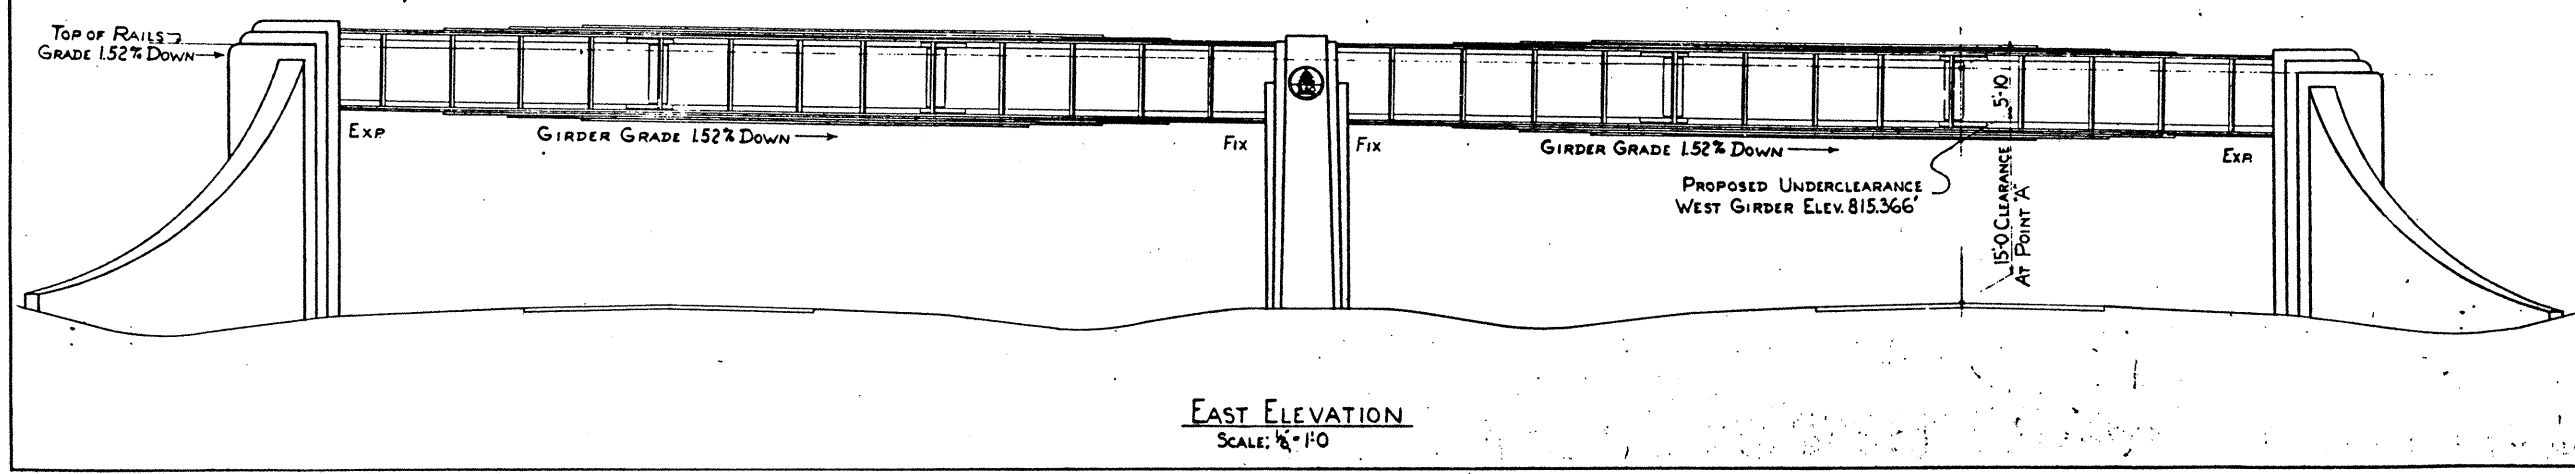 TOP OF RAILS
GRADE 1.52% DOWN
EXP.
GIRDER GRADE 1.52% DOWN
FIX
FIX
GIRDER GRADE 1.52% DOWN
EXP.
PROPOSED UNDERCLEARANCE
WEST GIRDER ELEV. 815.366'
5'-10
15'-0 CLEARANCE
AT POINT "A"
EAST ELEVATION
SCALE: 1/8" = 1'-0